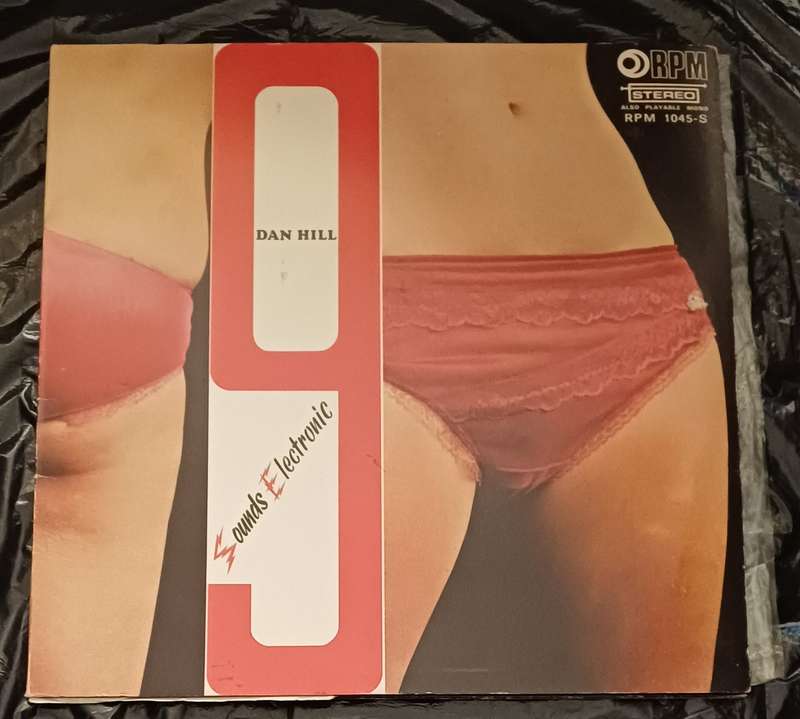 RPM
STEREO
ALSO PLAYABLE MONO
RPM 1045-S
9
DAN HILL
Sounds Electronic